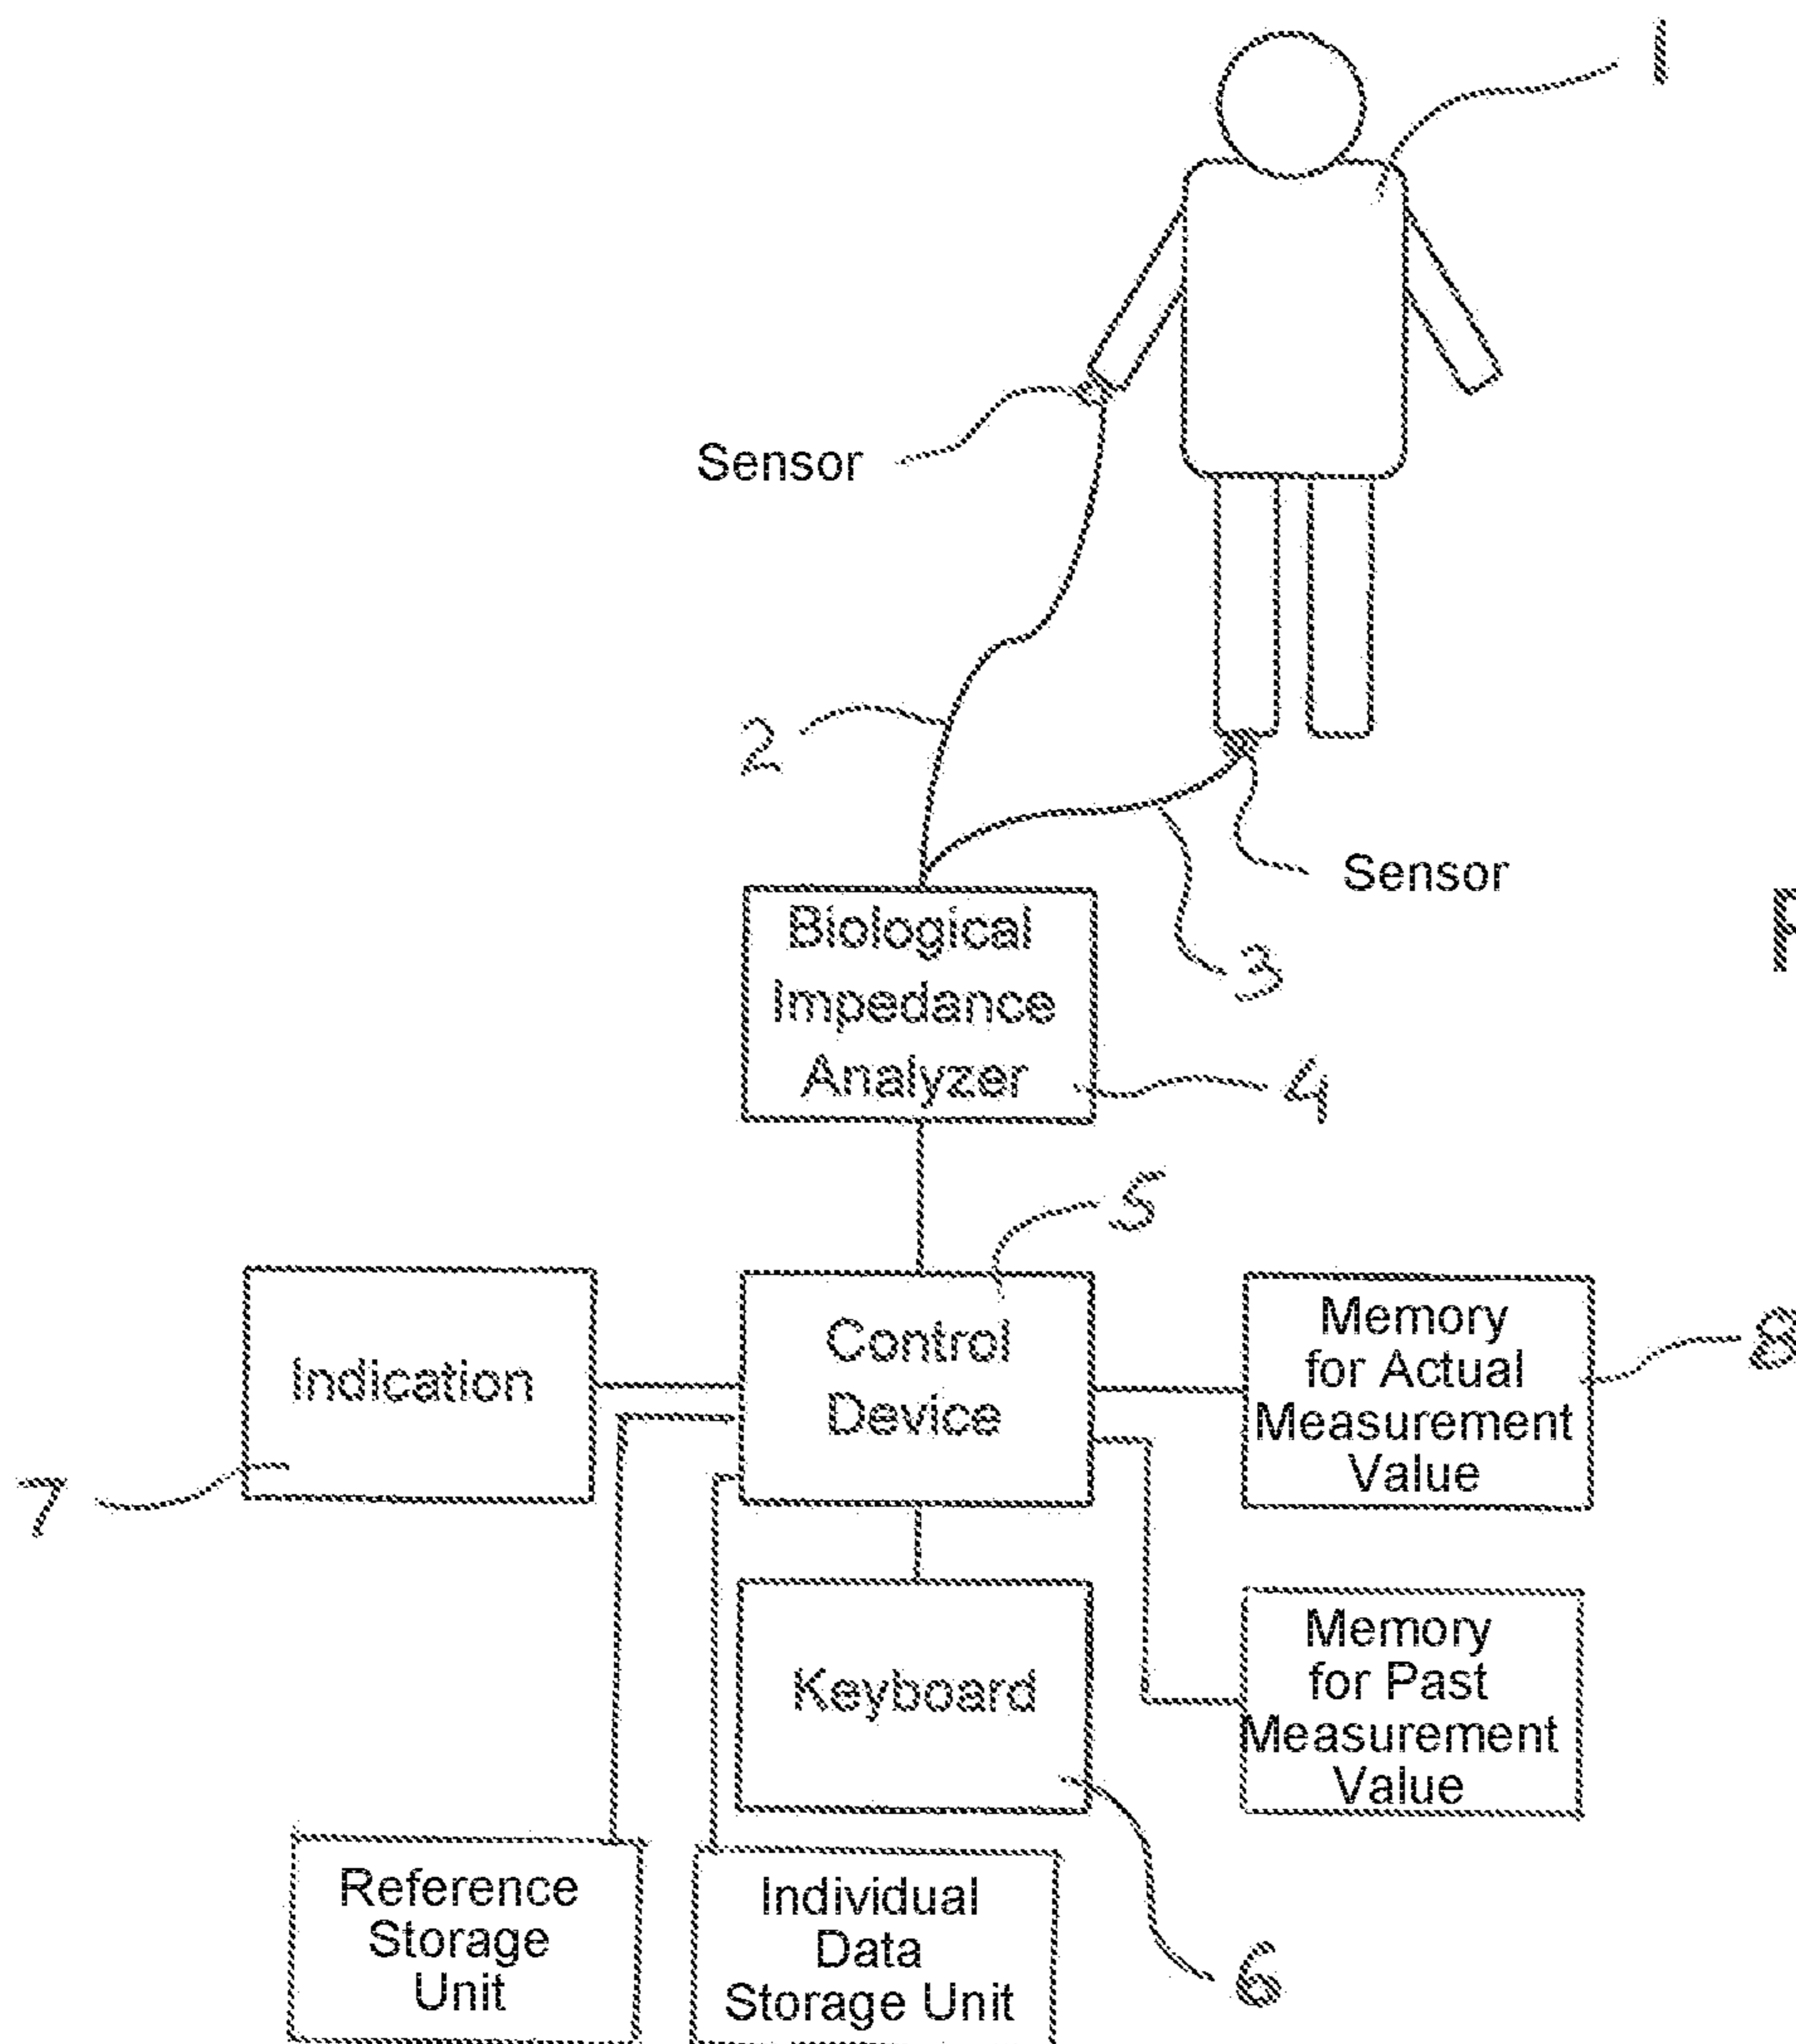 1
Sensor
2
Sensor
3
Biological
Impedance
Analyzer
4
5
Indication
7
Control
Device
Memory
for Actual
Measurement
Value
8
Keyboard
6
Memory
for Past
Measurement
Value
Reference
Storage
Unit
Individual
Data
Storage Unit